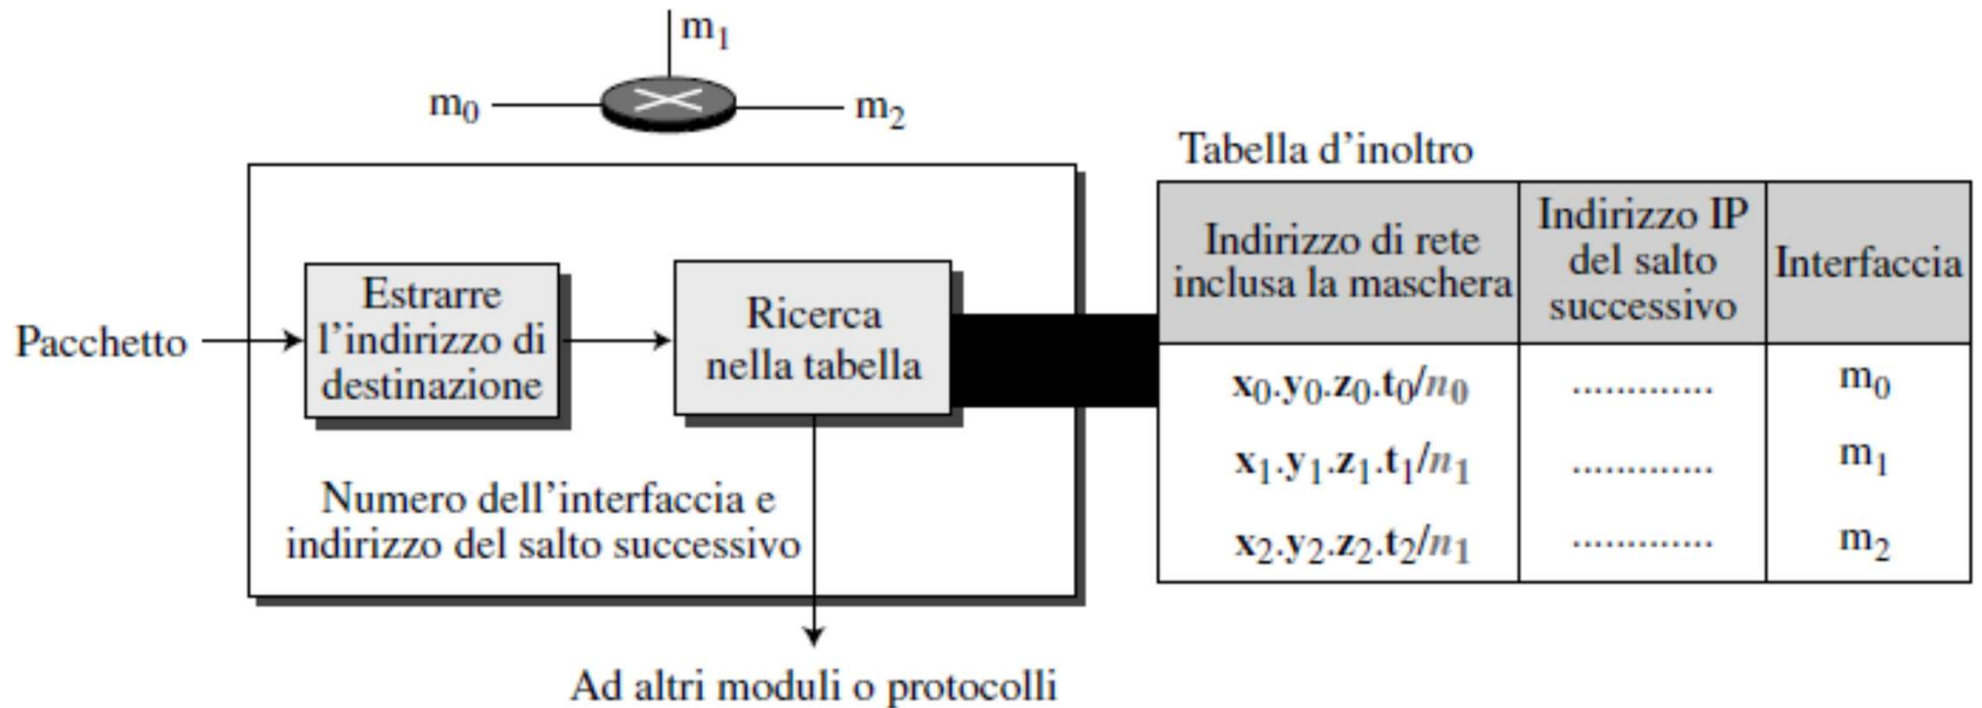 m1
m0
m2
Tabella d'inoltro
Indirizzo di rete
inclusa la maschera
Indirizzo IP
del salto
successivo
Interfaccia
Pacchetto
Estrarre
l'indirizzo di
destinazione
Ricerca
nella tabella
x0.y0.z0.t0/n0
.............
m0
x1.y1.z1.t1/n1
.............
m1
x2.y2.z2.t2/n1
.............
m2
Numero dell'interfaccia e
indirizzo del salto successivo
Ad altri moduli o protocolli